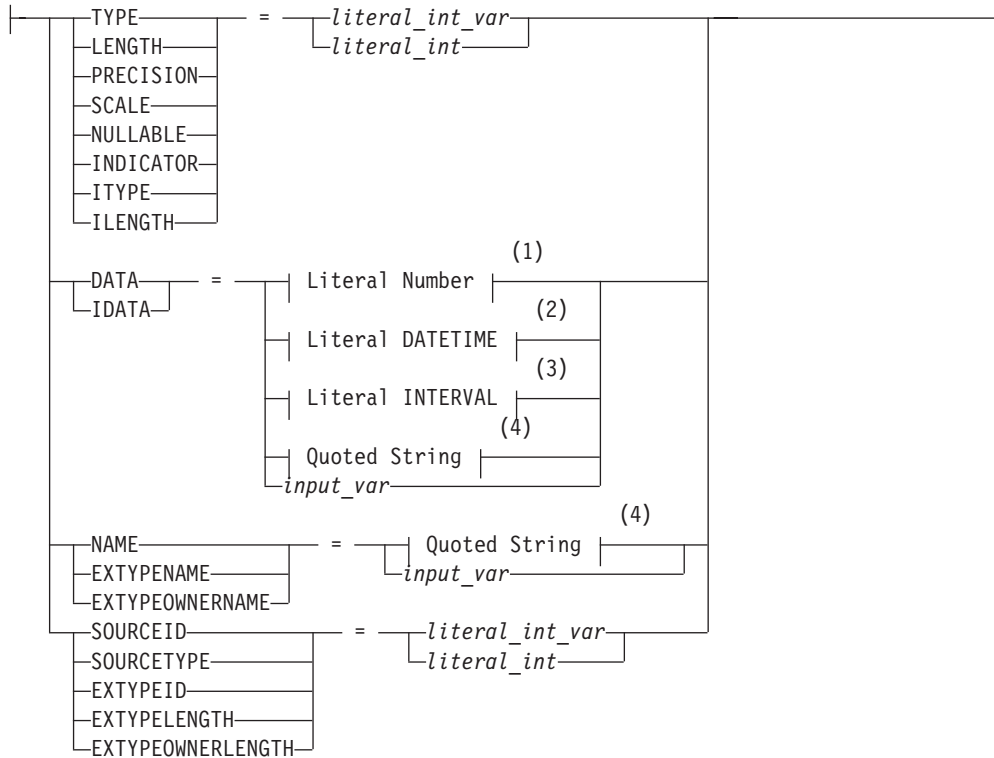 TYPE = literal_int_var
LENGTH literal_int
PRECISION
SCALE
NULLABLE
INDICATOR
ITYPE
ILENGTH
(1)
DATA = Literal Number
IDATA
(2)
Literal DATETIME
(3)
Literal INTERVAL
(4)
Quoted String
input_var
(4)
NAME = Quoted String
EXTYPENAME input_var
EXTYPEOWNERNAME
SOURCEID = literal_int_var
SOURCETYPE literal_int
EXTYPEID
EXTYPELENGTH
EXTYPEOWNERLENGTH